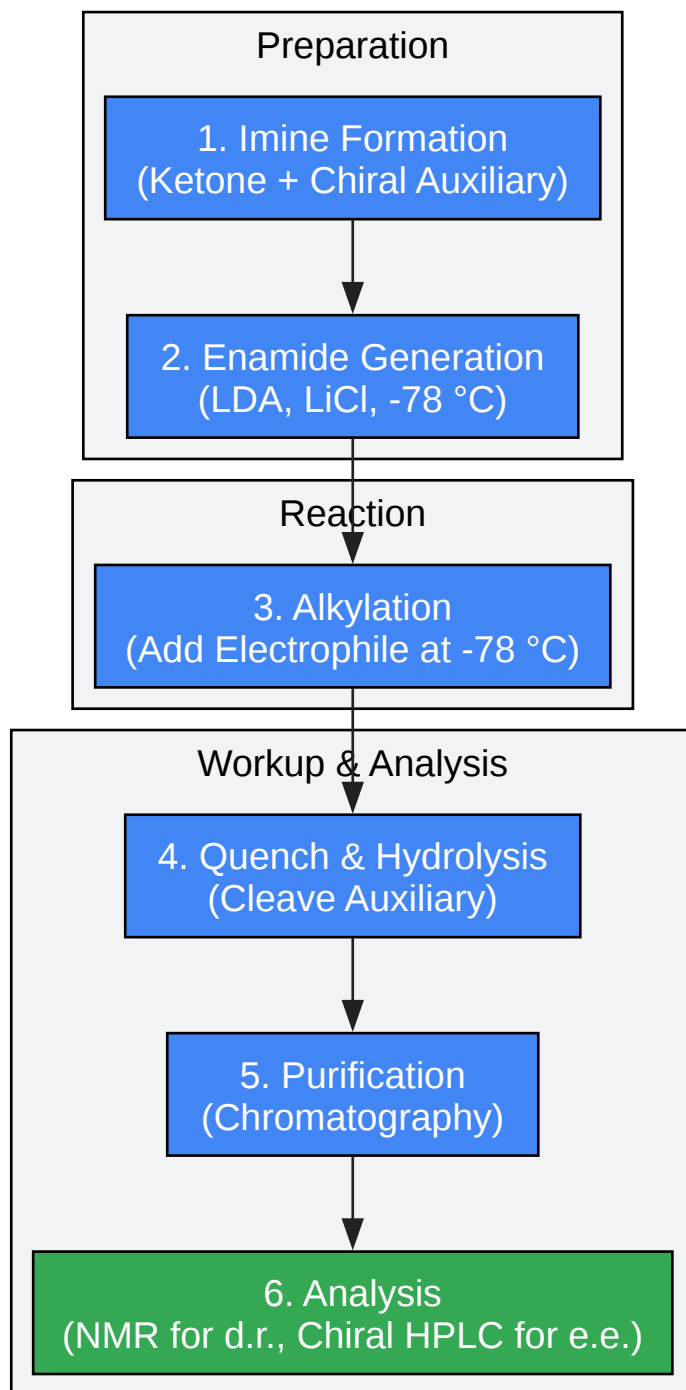 Preparation
1. Imine Formation
(Ketone + Chiral Auxiliary)
2. Enamide Generation
(LDA, LiCl, -78 °C)
Reaction
3. Alkylation
(Add Electrophile at -78 °C)
Workup & Analysis
4. Quench & Hydrolysis
(Cleave Auxiliary)
5. Purification
(Chromatography)
6. Analysis
(NMR for d.r., Chiral HPLC for e.e.)